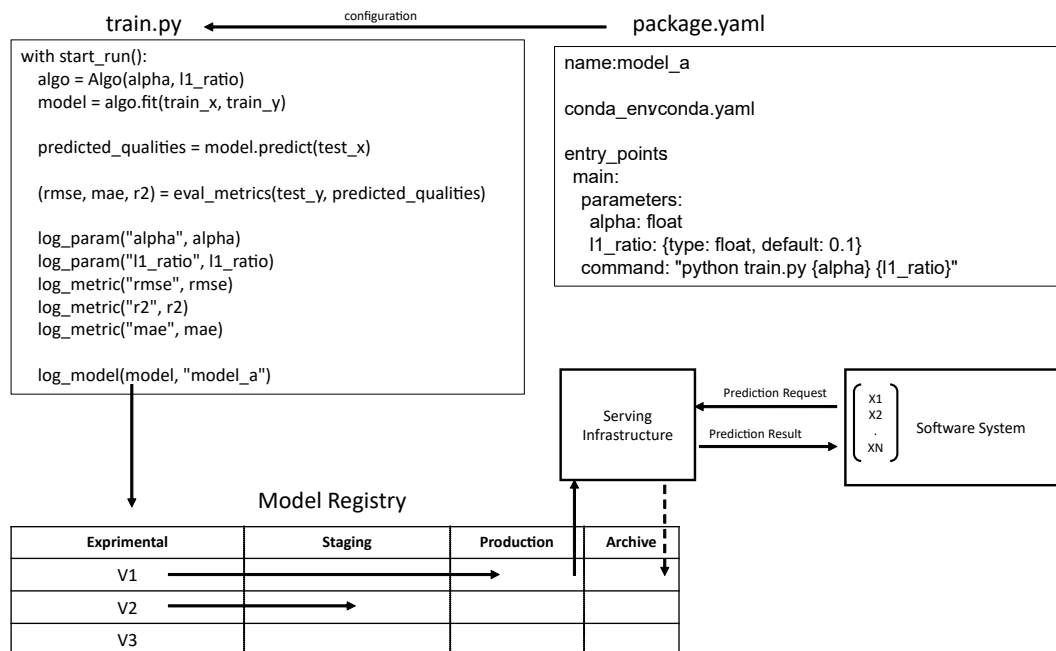 train.py
configuration
package.yaml
with start_run():
algo = Algo(alpha, l1_ratio)
model = algo.fit(train_x, train_y)
predicted_qualities = model.predict(test_x)
(rmse, mae, r2) = eval_metrics(test_y, predicted_qualities)
log_param("alpha", alpha)
log_param("l1_ratio", l1_ratio)
log_metric("rmse", rmse)
log_metric("r2", r2)
log_metric("mae", mae)
log_model(model, "model_a")
name:model_a
conda_env:conda.yaml
entry_points:
main:
parameters:
alpha: float
l1_ratio: {type: float, default: 0.1}
command: "python train.py {alpha} {l1_ratio}"
Serving
Infrastructure
Prediction Request
Prediction Result
X1
X2
.
XN
Software System
Model Registry
Exprimental Staging Production Archive
V1
V2
V3